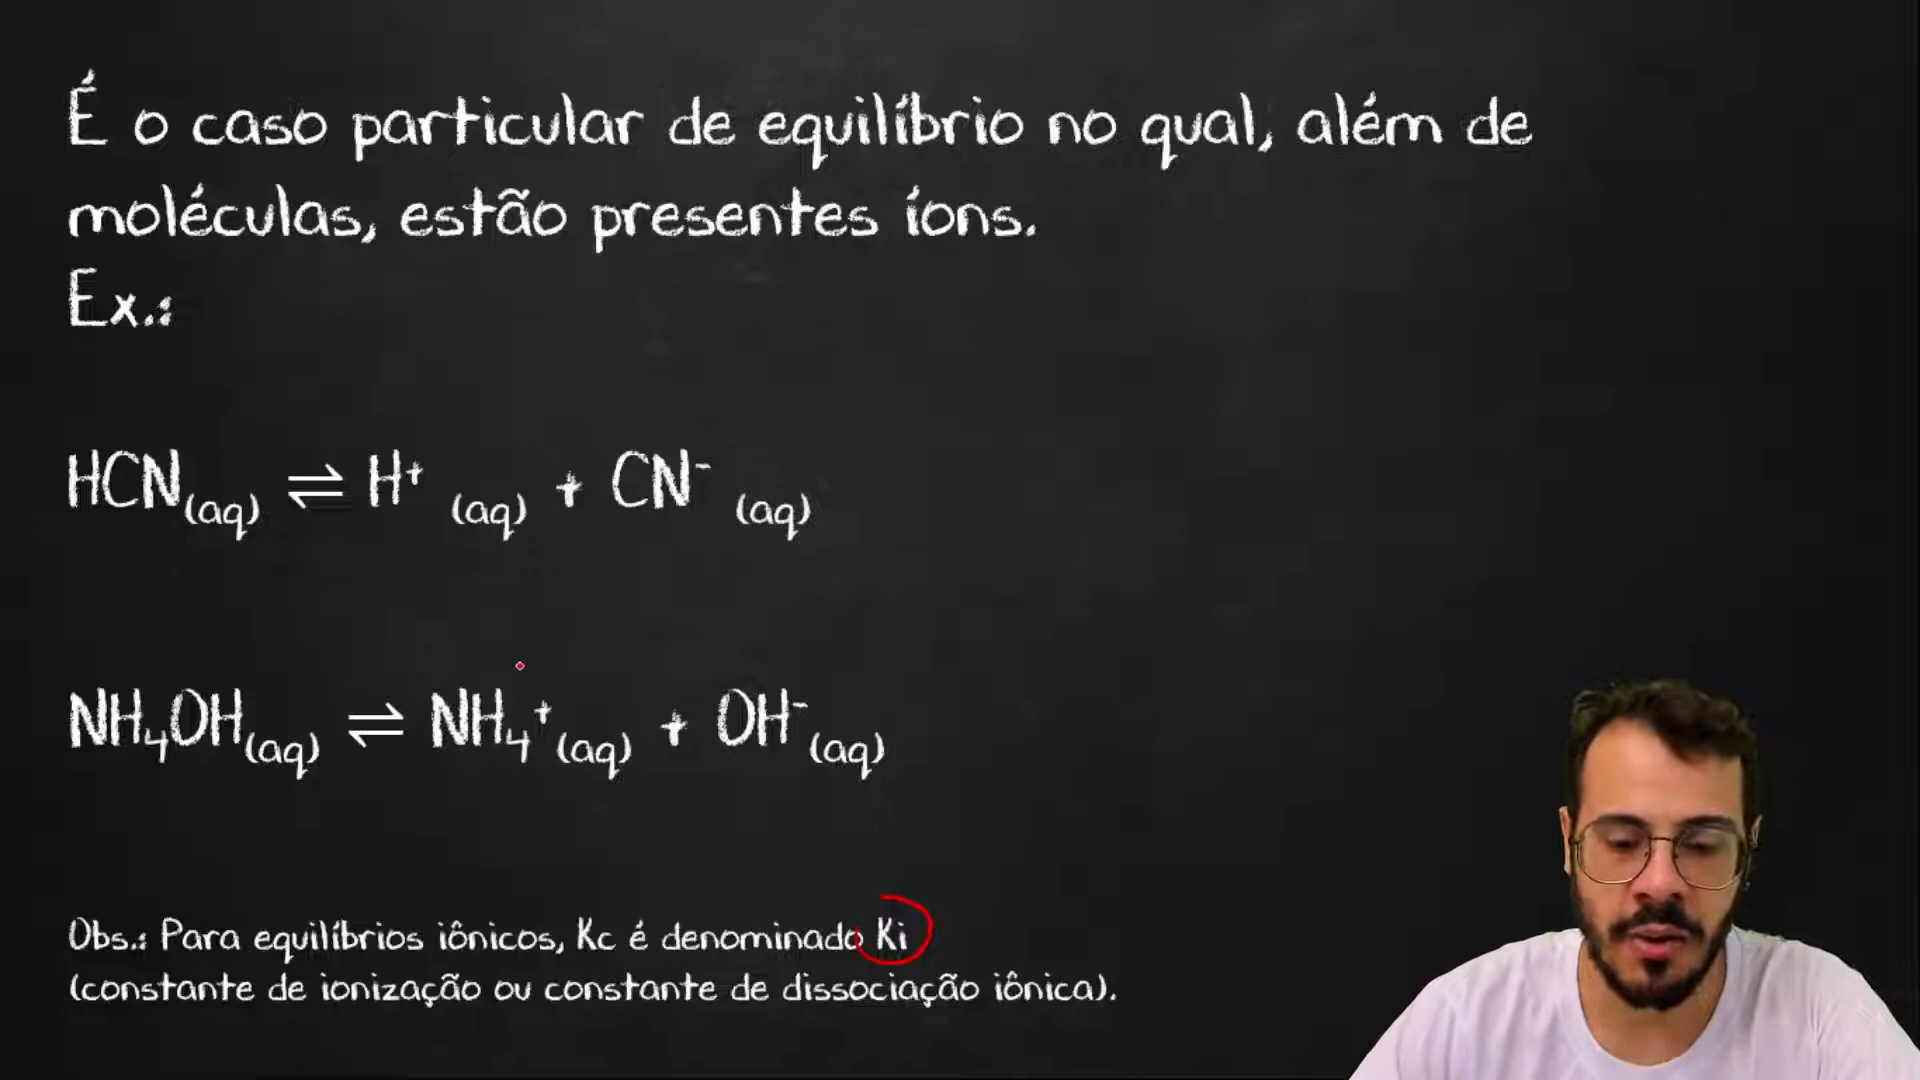 É o caso particular de equilíbrio no qual, além de
moléculas, estão presentes íons.
Ex.:
HCN(aq) ⇌ H⁺ (aq) + CN⁻ (aq)
NH₄OH(aq) ⇌ NH₄⁺(aq) + OH⁻(aq)
Obs.: Para equilíbrios iônicos, Kc é denominado Ki
(constante de ionização ou constante de dissociação iônica).